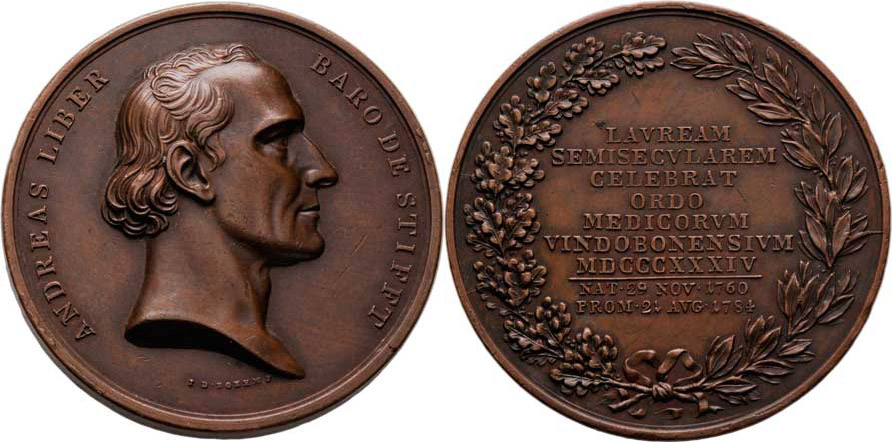 ANDREAS LIBER BARO DE STIFFT
LAVREAM
SEMISECVLAREM
CELEBRAT
ORDO
MEDICORVM
VINDOBONENSIVM
MDCCCXXXIV
NAT·29 NOV·1760
PROM·21 AVG·1784